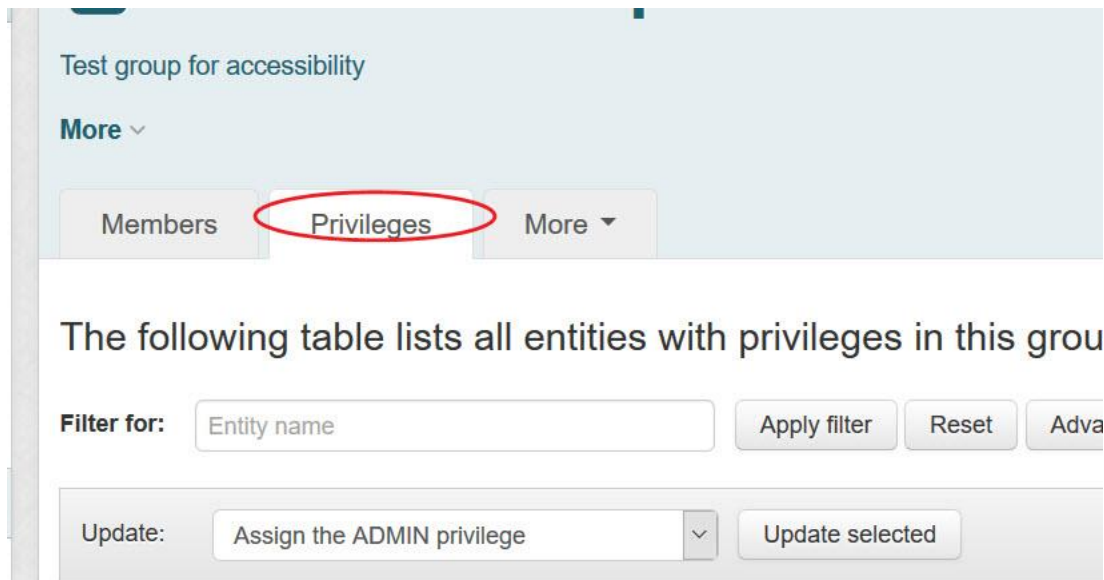 Test group for accessibility
More
Members Privileges More
The following table lists all entities with privileges in this grou
Filter for: Entity name Apply filter Reset Adva
Update: Assign the ADMIN privilege Update selected